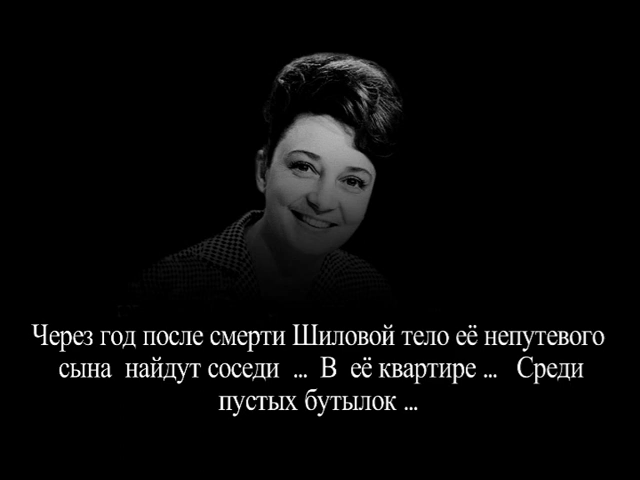 Через год после смерти Шиловой тело её непутевого
сына найдут соседи ... В её квартире ... Среди
пустых бутылок ...